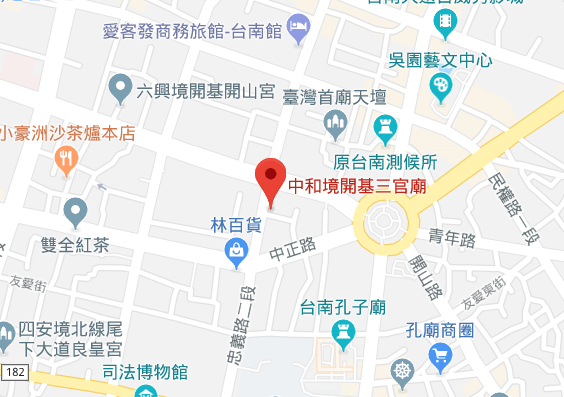 愛客發商務旅館-台南館
吳園藝文中心
六興境開基開山宮
臺灣首廟天壇
小豪洲沙茶爐本店
原台南測候所
中和境開基三官廟
民權路一段
林百貨
雙全紅茶
中正路
青年路
友愛街
開山路
友愛東街
忠義路二段
台南孔子廟
孔廟商圈
四安境北線尾
下大道良皇宮
182
司法博物館